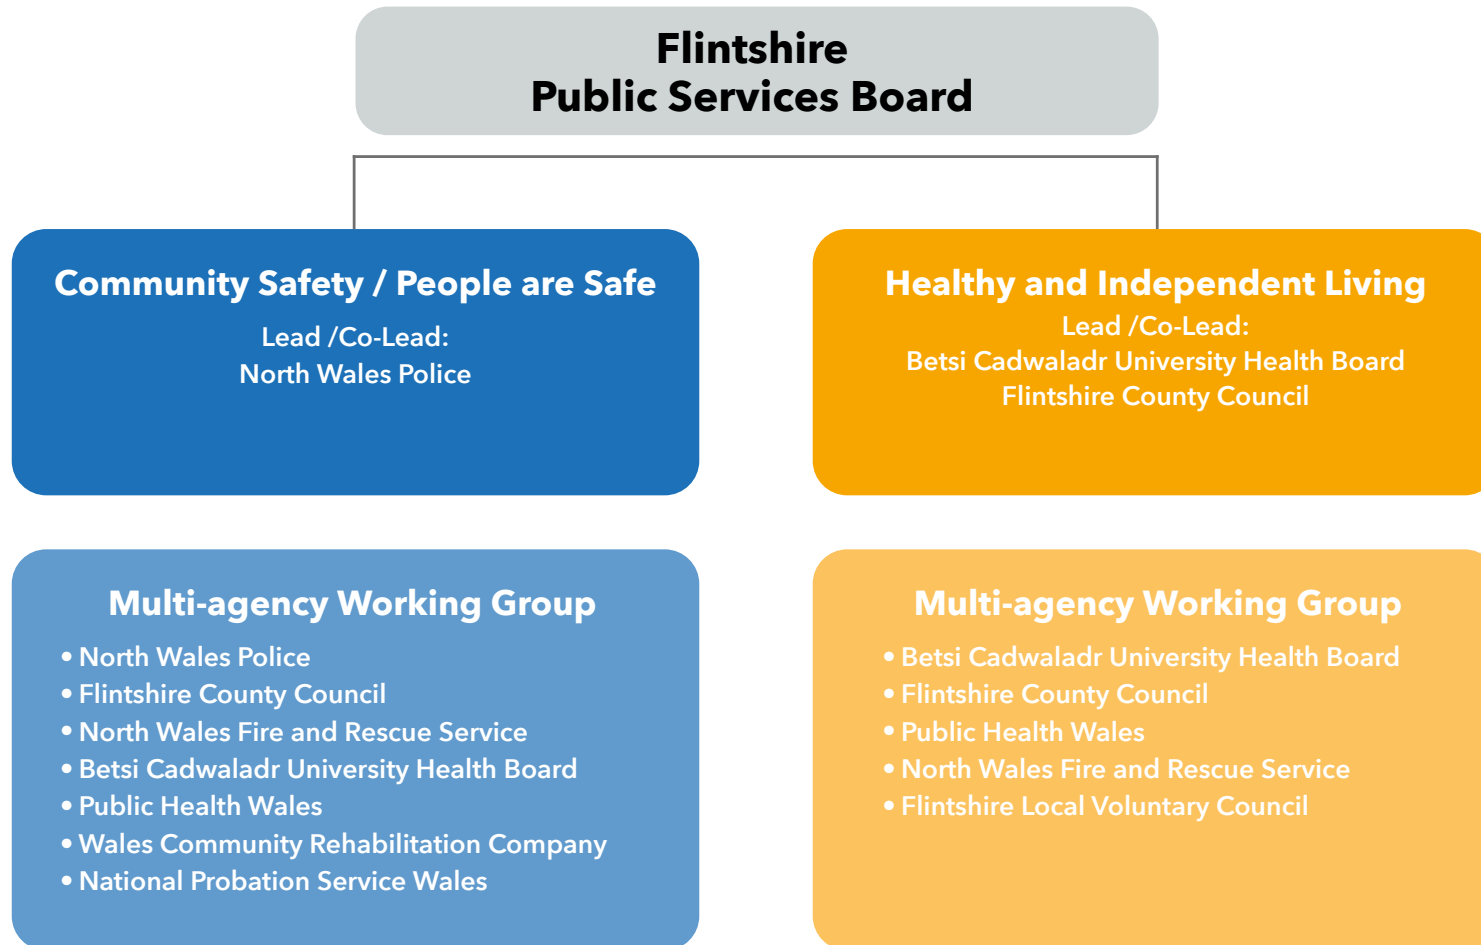 Flintshire
Public Services Board
Community Safety / People are Safe
Lead /Co-Lead:
North Wales Police
Healthy and Independent Living
Lead /Co-Lead:
Betsi Cadwaladr University Health Board
Flintshire County Council
Multi-agency Working Group
• North Wales Police
• Flintshire County Council
• North Wales Fire and Rescue Service
• Betsi Cadwaladr University Health Board
• Public Health Wales
• Wales Community Rehabilitation Company
• National Probation Service Wales
Multi-agency Working Group
• Betsi Cadwaladr University Health Board
• Flintshire County Council
• Public Health Wales
• North Wales Fire and Rescue Service
• Flintshire Local Voluntary Council